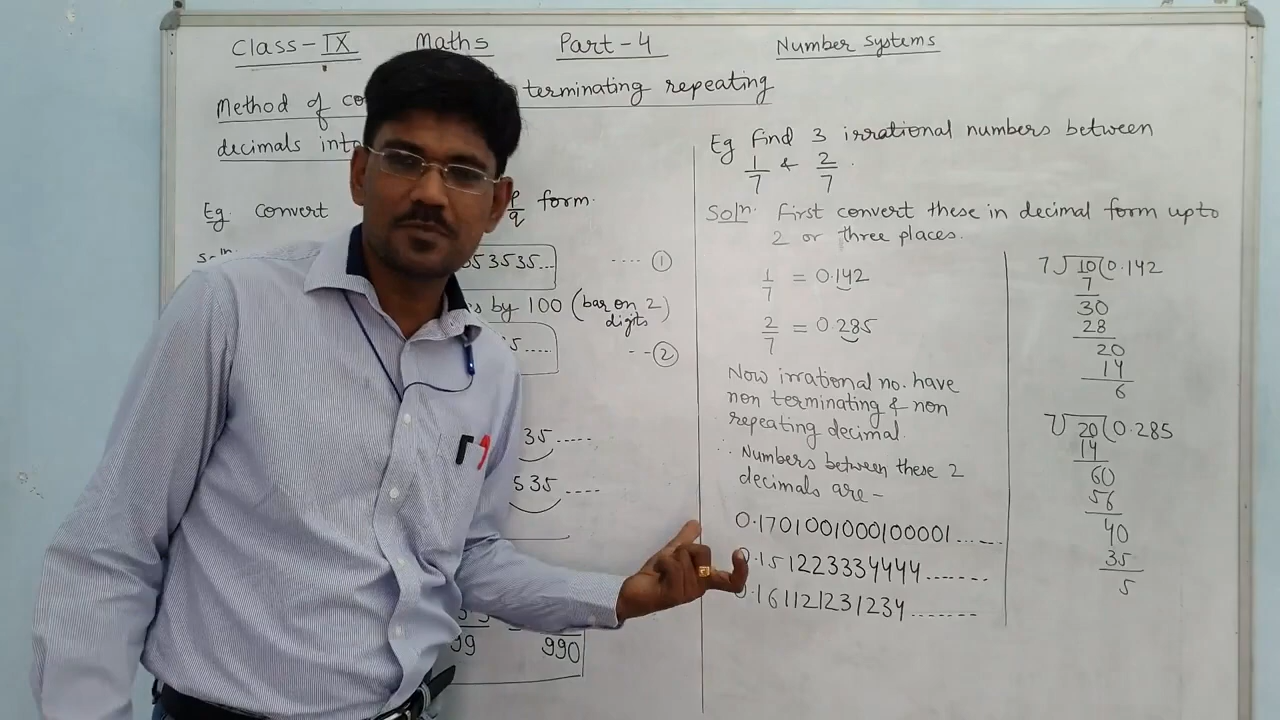 Class-IX Maths Part-4 Number Systems
Method of terminating repeating
decimals
Eg. Convert p/q form.
Soln.
353535... .... ①
by 100 (bar on 2
digits)
5..... --②
35.....
535....
99 990
Eg Find 3 irrational numbers between
1/7 & 2/7.
Soln. First convert these in decimal form upto
2 or three places.
1/7 = 0.142
2/7 = 0.285
Now irrational no. have
non terminating & non
repeating decimal.
∴ Numbers between these 2
decimals are -
0.1701001000100001......
0.151223334444.......
0.161121231234........
7 10 0.142
7
30
28
20
14
6
7 20 0.285
14
60
56
40
35
5